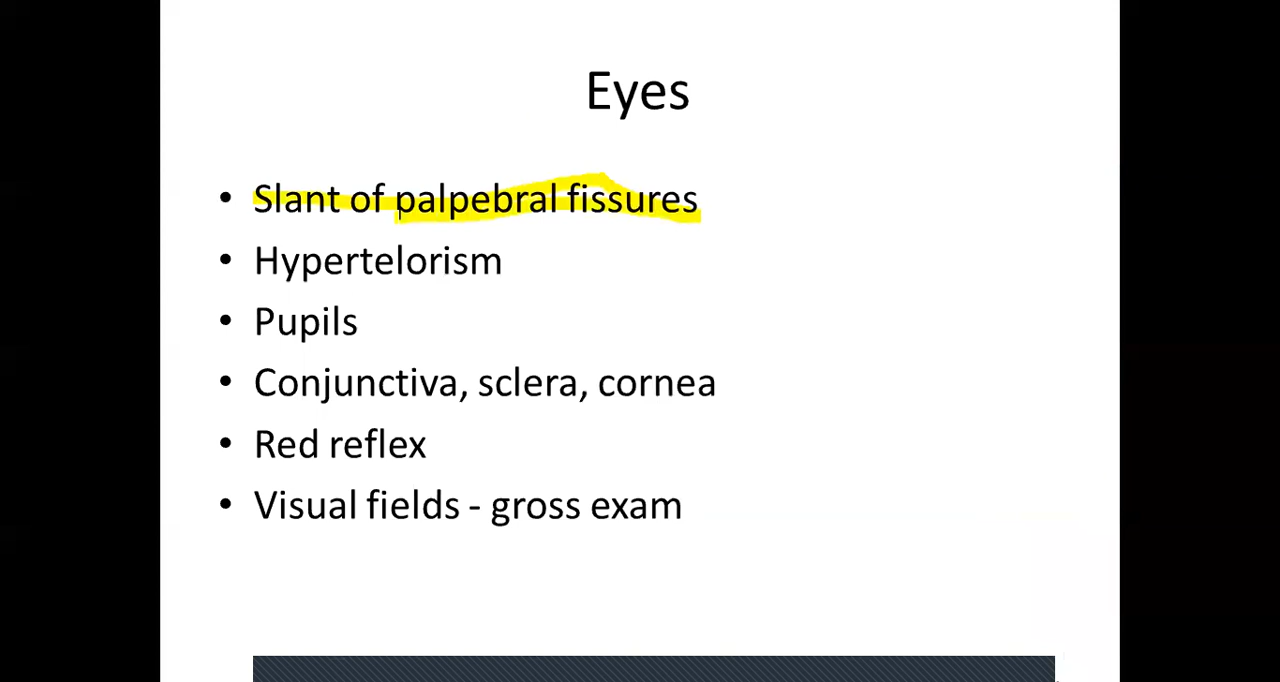 Eyes
• Slant of palpebral fissures
• Hypertelorism
• Pupils
• Conjunctiva, sclera, cornea
• Red reflex
• Visual fields - gross exam